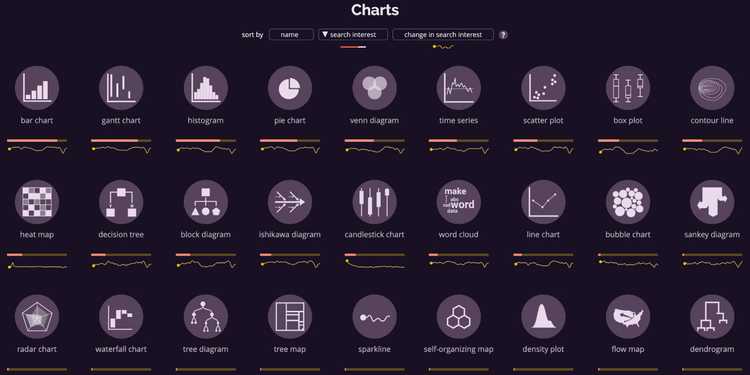 Charts
sort by name ▼ search interest change in search interest ?
bar chart gantt chart histogram pie chart venn diagram time series scatter plot box plot contour line
make
abc
not word
data
heat map decision tree block diagram ishikawa diagram candlestick chart word cloud line chart bubble chart sankey diagram
radar chart waterfall chart tree diagram tree map sparkline self-organizing map density plot flow map dendrogram